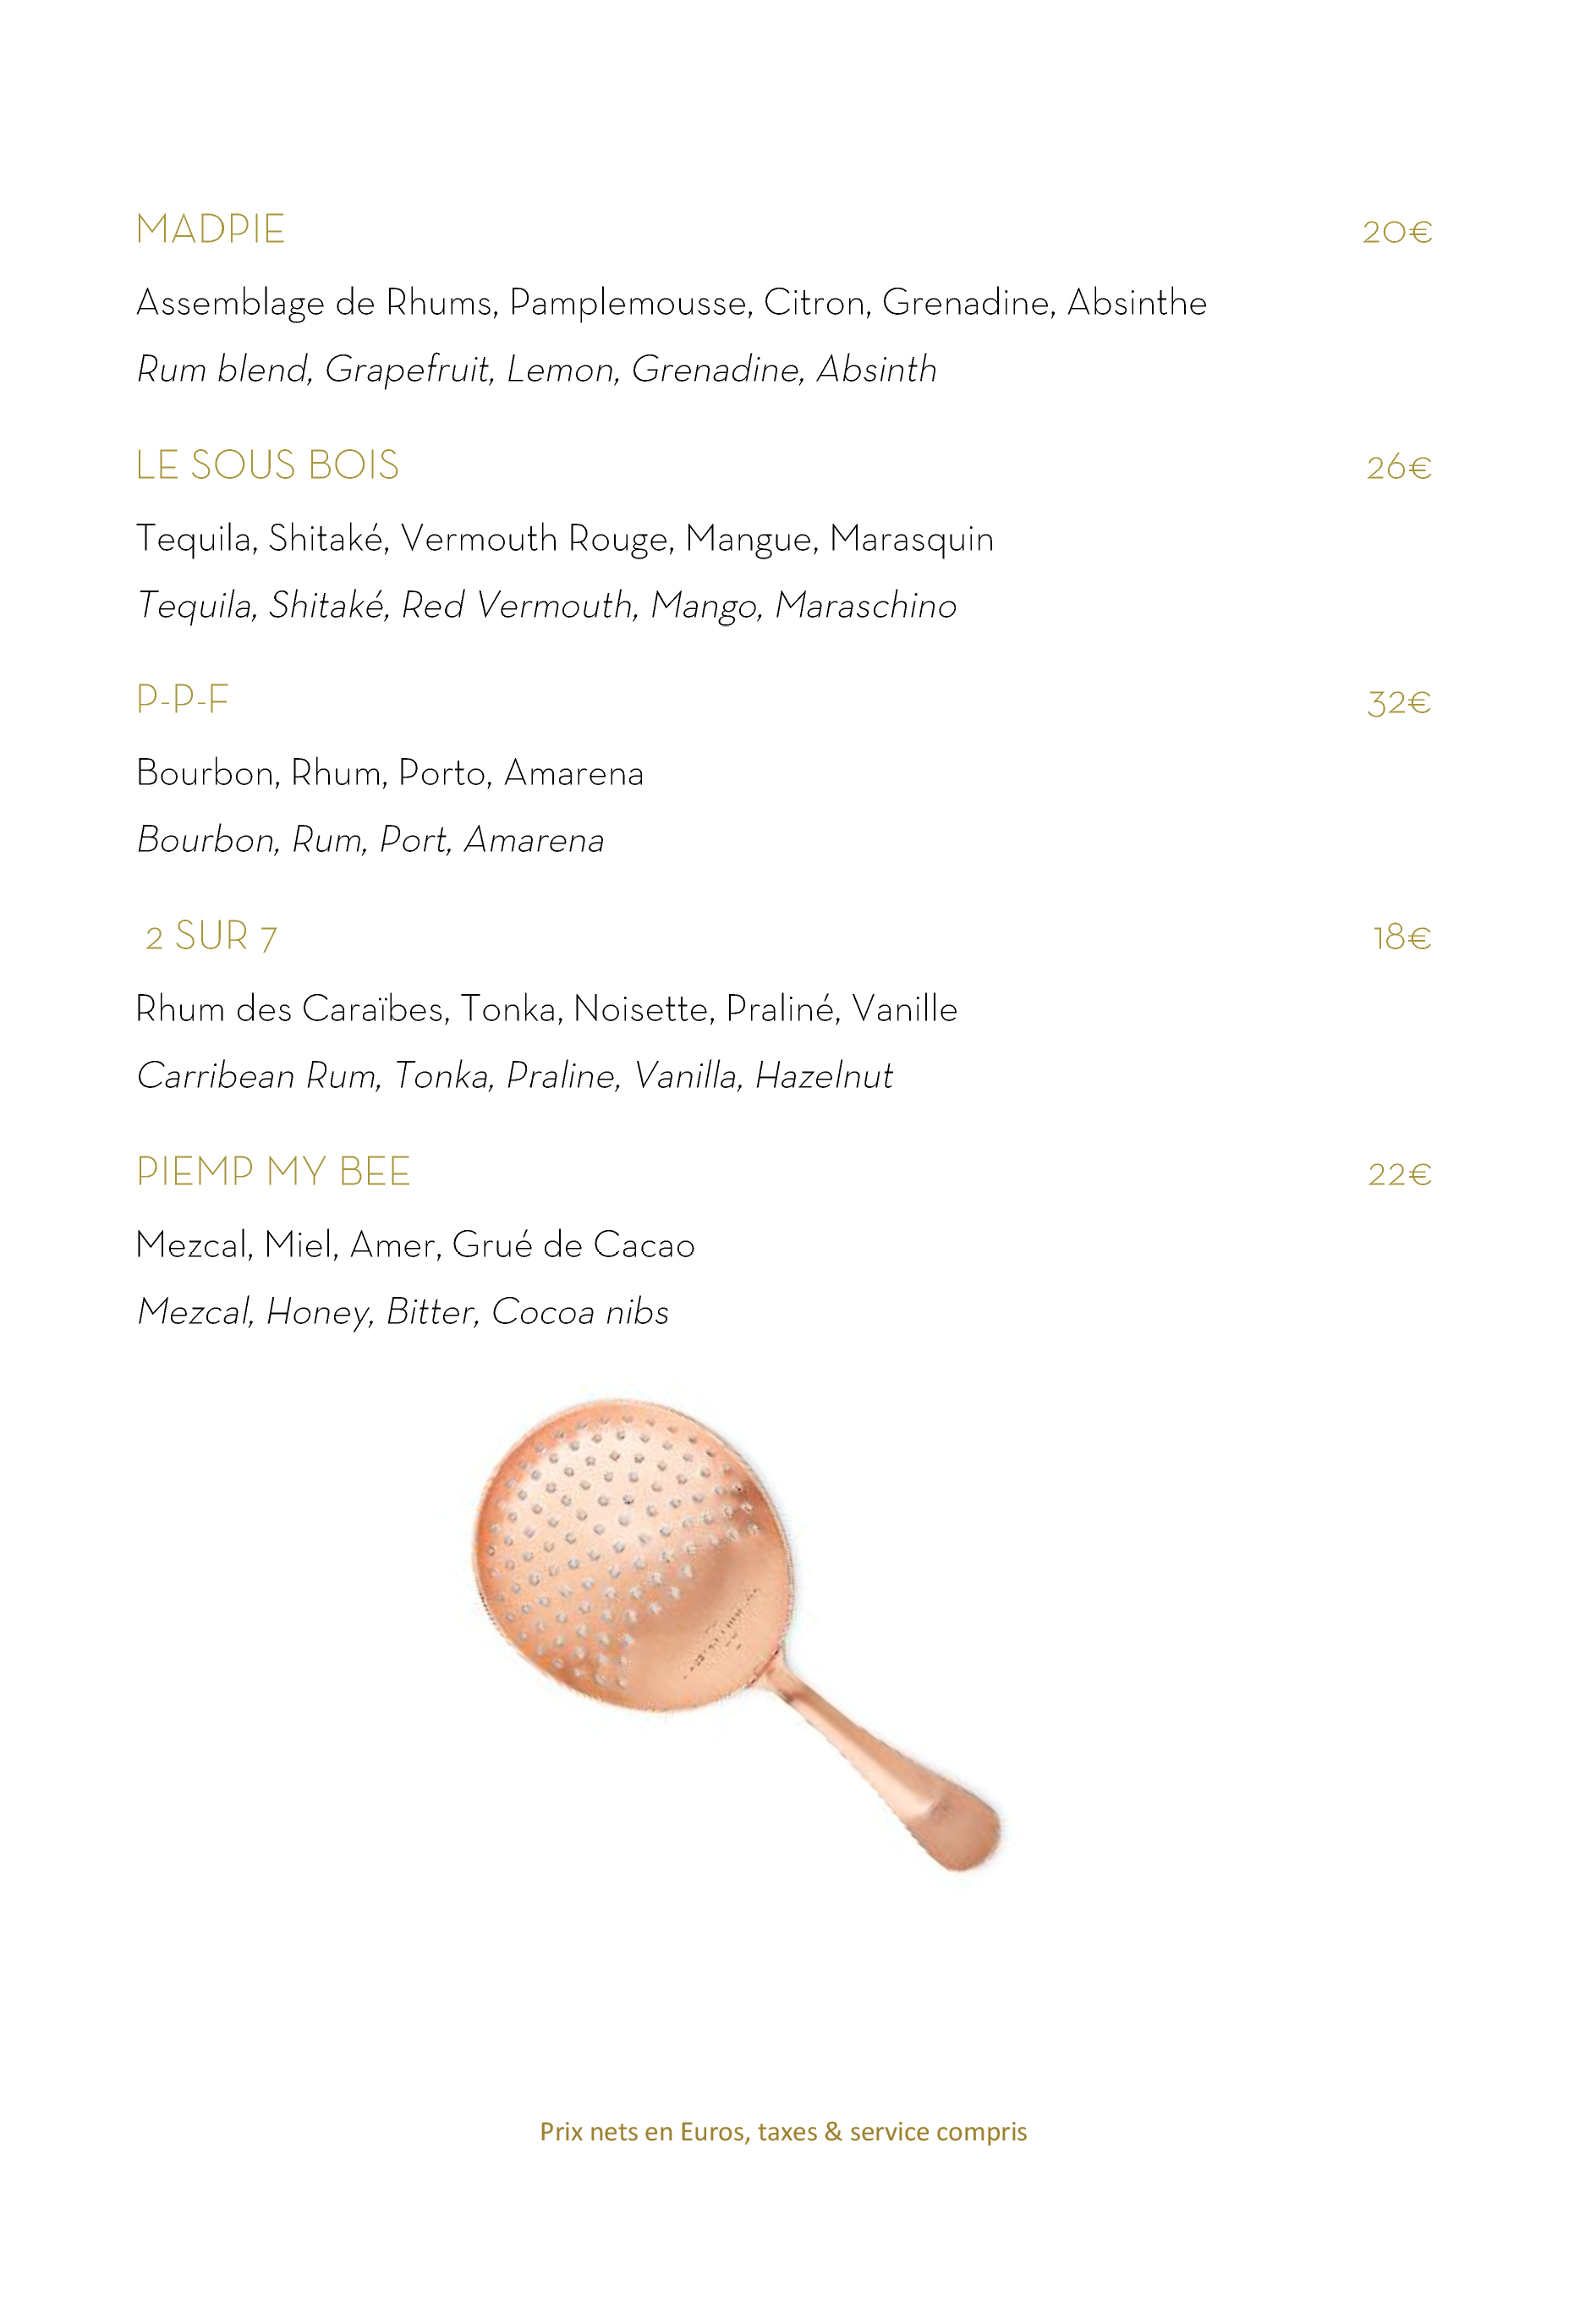 MADPIE 20€
Assemblage de Rhums, Pamplemousse, Citron, Grenadine, Absinthe
Rum blend, Grapefruit, Lemon, Grenadine, Absinth
LE SOUS BOIS 26€
Tequila, Shitaké, Vermouth Rouge, Mangue, Marasquin
Tequila, Shitaké, Red Vermouth, Mango, Maraschino
P-P-F 32€
Bourbon, Rhum, Porto, Amarena
Bourbon, Rum, Port, Amarena
2 SUR 7 18€
Rhum des Caraïbes, Tonka, Noisette, Praliné, Vanille
Carribean Rum, Tonka, Praline, Vanilla, Hazelnut
PIEMP MY BEE 22€
Mezcal, Miel, Amer, Grué de Cacao
Mezcal, Honey, Bitter, Cocoa nibs
Prix nets en Euros, taxes & service compris